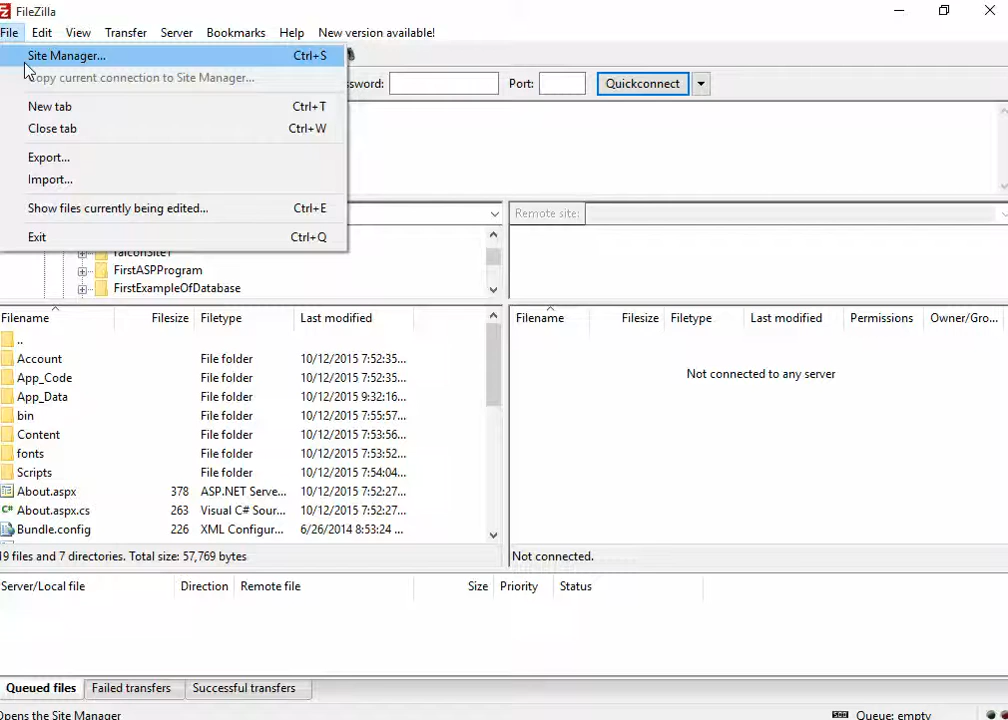 FileZilla
File Edit View Transfer Server Bookmarks Help New version available!
Site Manager... Ctrl+S
Copy current connection to Site Manager...
New tab Ctrl+T
Close tab Ctrl+W
Export...
Import...
Show files currently being edited... Ctrl+E
Exit Ctrl+Q
ssword: Port: Quickconnect
Remote site:
falconSite1
FirstASPProgram
FirstExampleOfDatabase
Filename Filesize Filetype Last modified
..
Account File folder 10/12/2015 7:52:35...
App_Code File folder 10/12/2015 7:52:35...
App_Data File folder 10/12/2015 9:32:16...
bin File folder 10/12/2015 7:55:57...
Content File folder 10/12/2015 7:53:56...
fonts File folder 10/12/2015 7:53:52...
Scripts File folder 10/12/2015 7:54:04...
About.aspx 378 ASP.NET Serve... 10/12/2015 7:52:27...
About.aspx.cs 263 Visual C# Sour... 10/12/2015 7:52:27...
Bundle.config 226 XML Configur... 6/26/2014 8:53:24 ...
19 files and 7 directories. Total size: 57,769 bytes
Filename Filesize Filetype Last modified Permissions Owner/Gro...
Not connected to any server
Not connected.
Server/Local file Direction Remote file Size Priority Status
Queued files Failed transfers Successful transfers
Opens the Site Manager Queue: empty